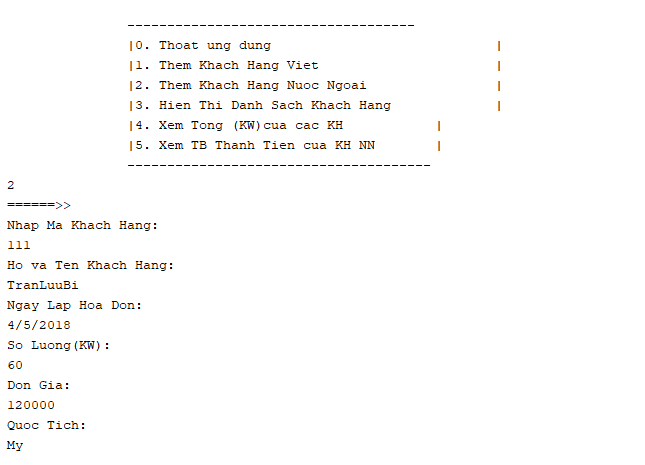 ------------------------------------
|0. Thoat ung dung |
|1. Them Khach Hang Viet |
|2. Them Khach Hang Nuoc Ngoai |
|3. Hien Thi Danh Sach Khach Hang |
|4. Xem Tong (KW)cua cac KH |
|5. Xem TB Thanh Tien cua KH NN |
--------------------------------------
2
======>>
Nhap Ma Khach Hang:
111
Ho va Ten Khach Hang:
TranLuuBi
Ngay Lap Hoa Don:
4/5/2018
So Luong(KW):
60
Don Gia:
120000
Quoc Tich:
My